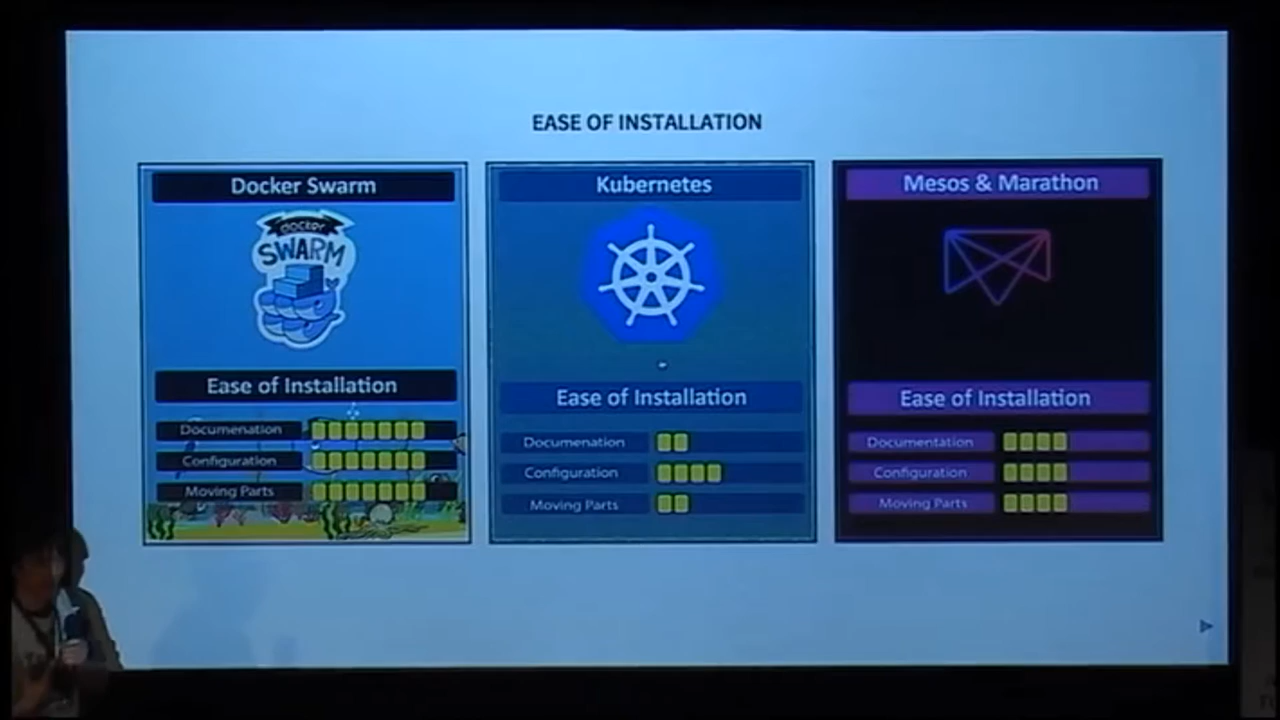 EASE OF INSTALLATION
Docker Swarm
docker
SWARM
Ease of Installation
Documenation
Configuration
Moving Parts
Kubernetes
Ease of Installation
Documenation
Configuration
Moving Parts
Mesos & Marathon
Ease of Installation
Documentation
Configuration
Moving Parts